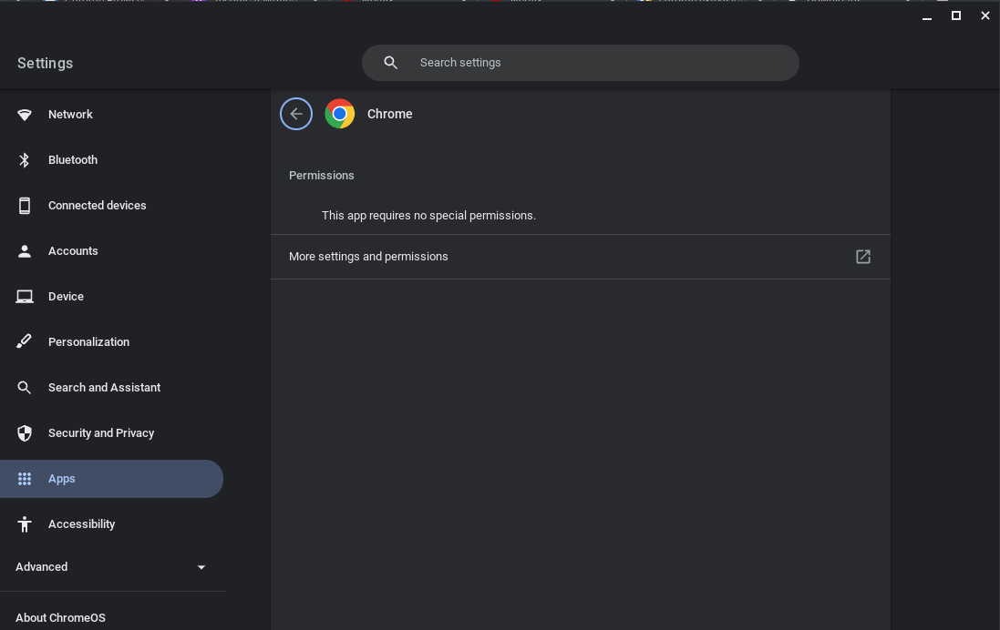 Settings
Search settings
Network
Bluetooth
Connected devices
Accounts
Device
Personalization
Search and Assistant
Security and Privacy
Apps
Accessibility
Advanced
About ChromeOS
Chrome
Permissions
This app requires no special permissions.
More settings and permissions